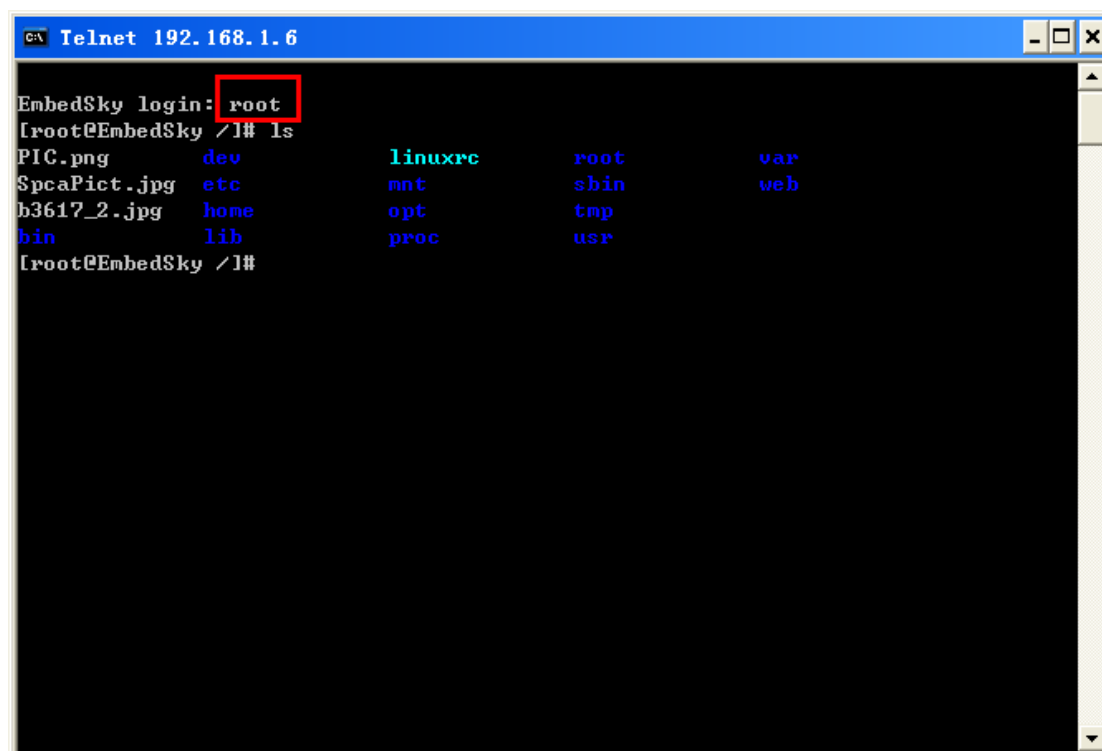 Telnet 192.168.1.6
EmbedSky login: root
[root@EmbedSky /]# ls
PIC.png dev linuxrc root var
SpcaPict.jpg etc mnt sbin web
b3617_2.jpg home opt tmp
bin lib proc usr
[root@EmbedSky /]#